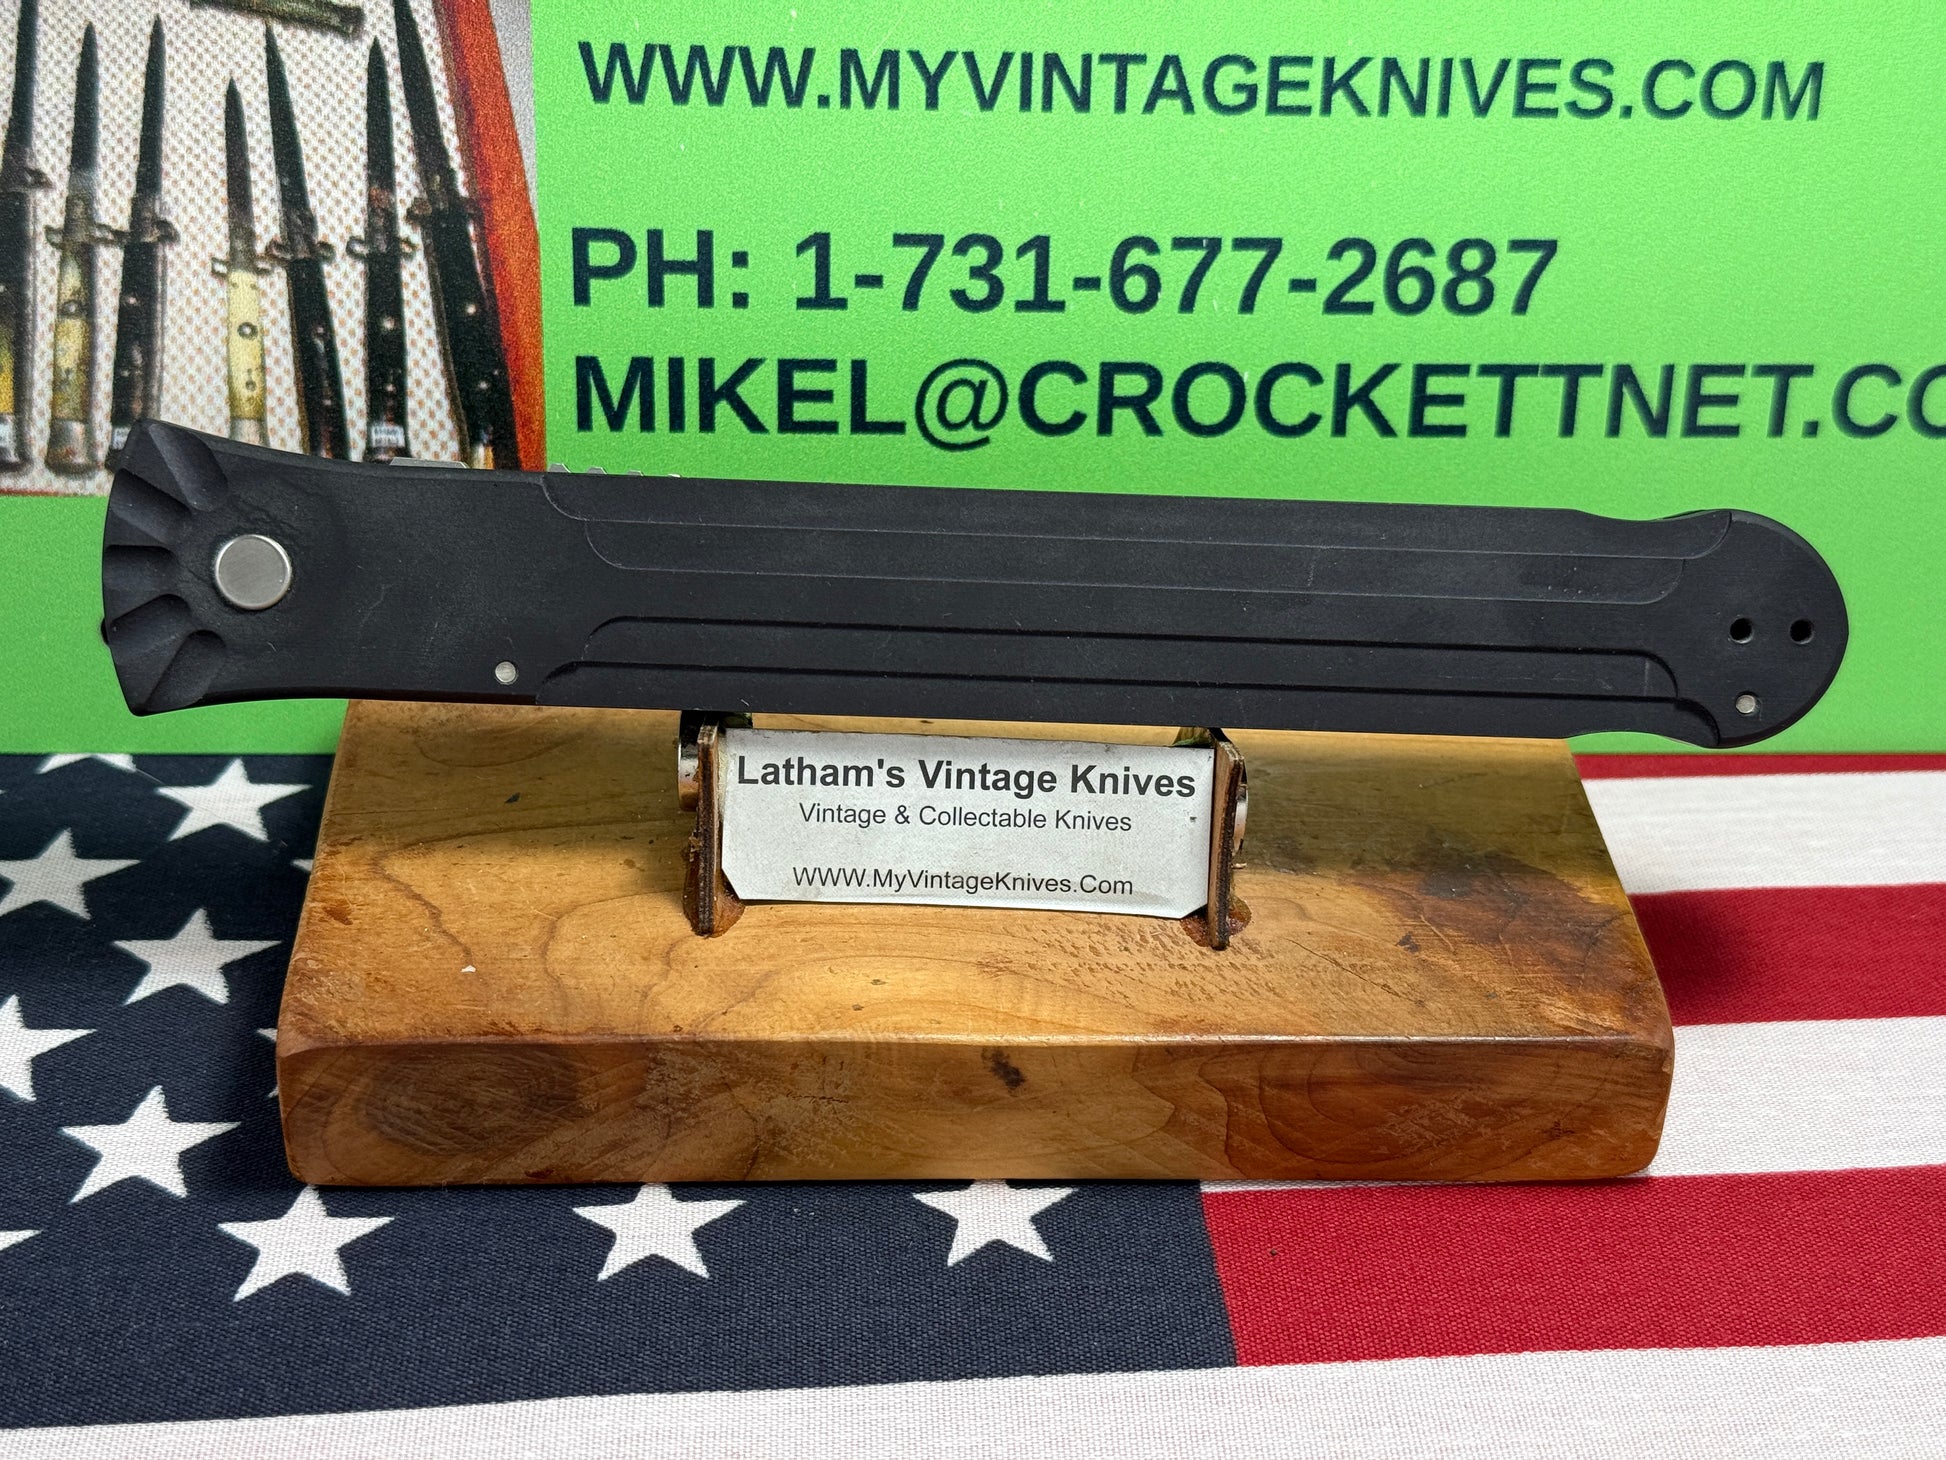 WWW.MYVINTAGEKNIVES.COM
PH: 1-731-677-2687
MIKEL@CROCKETTNET.CO
Latham's Vintage Knives
Vintage & Collectable Knives
WWW.MyVintageKnives.Com